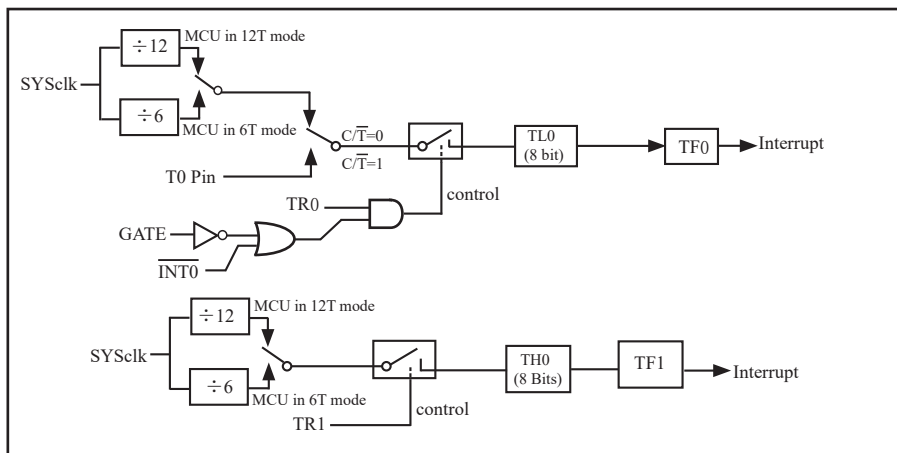 ÷12
MCU in 12T mode
SYSclk
÷6
MCU in 6T mode
C/T̅=0
C/T̅=1
T0 Pin
TL0
(8 bit)
TF0
Interrupt
control
TR0
GATE
I̅N̅T̅0̅
÷12
MCU in 12T mode
SYSclk
÷6
MCU in 6T mode
TH0
(8 Bits)
TF1
Interrupt
control
TR1